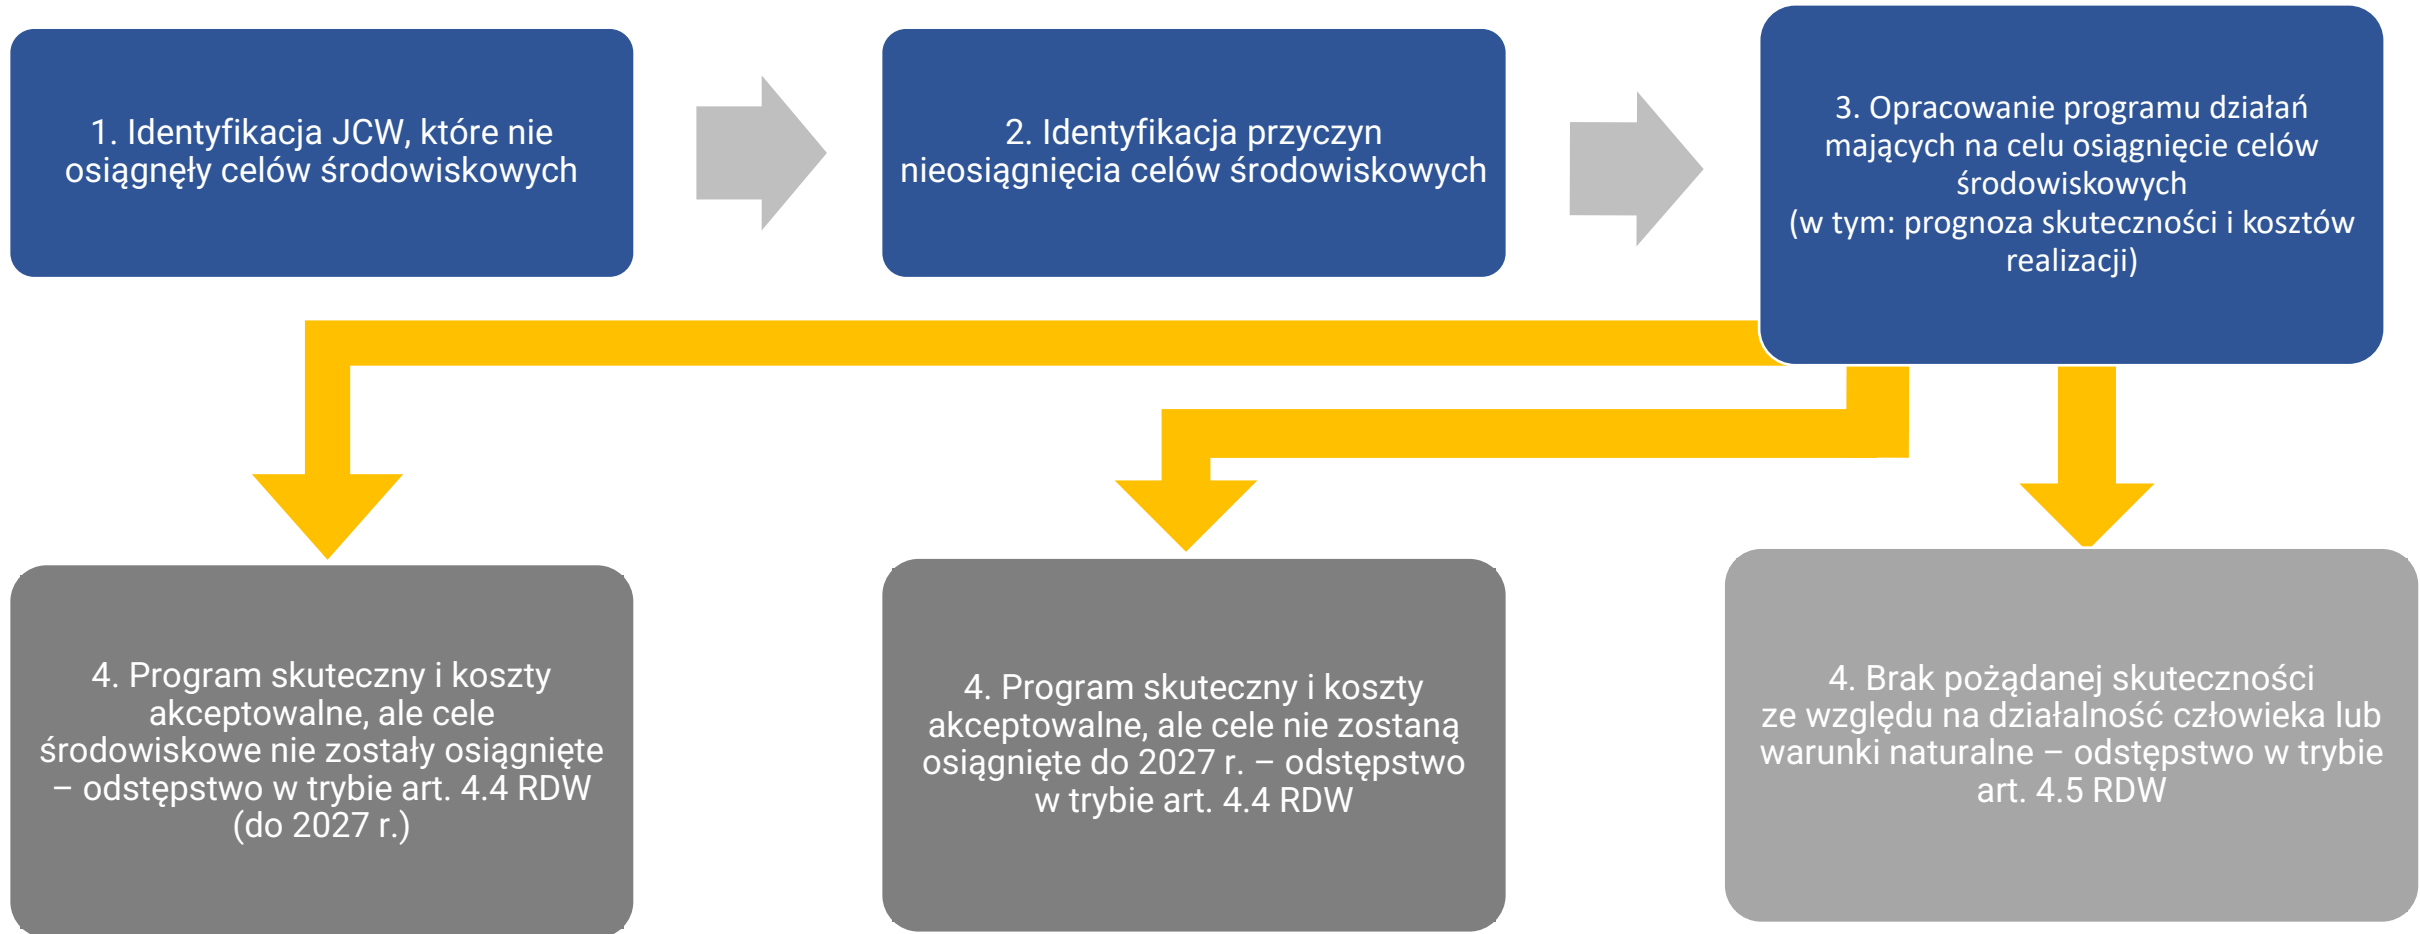 1. Identyfikacja JCW, które nie
osiągnęły celów środowiskowych
2. Identyfikacja przyczyn
nieosiągnięcia celów środowiskowych
3. Opracowanie programu działań
mających na celu osiągnięcie celów
środowiskowych
(w tym: prognoza skuteczności i kosztów
realizacji)
4. Program skuteczny i koszty
akceptowalne, ale cele
środowiskowe nie zostały osiągnięte
– odstępstwo w trybie art. 4.4 RDW
(do 2027 r.)
4. Program skuteczny i koszty
akceptowalne, ale cele nie zostaną
osiągnięte do 2027 r. – odstępstwo
w trybie art. 4.4 RDW
4. Brak pożądanej skuteczności
ze względu na działalność człowieka lub
warunki naturalne – odstępstwo w trybie
art. 4.5 RDW